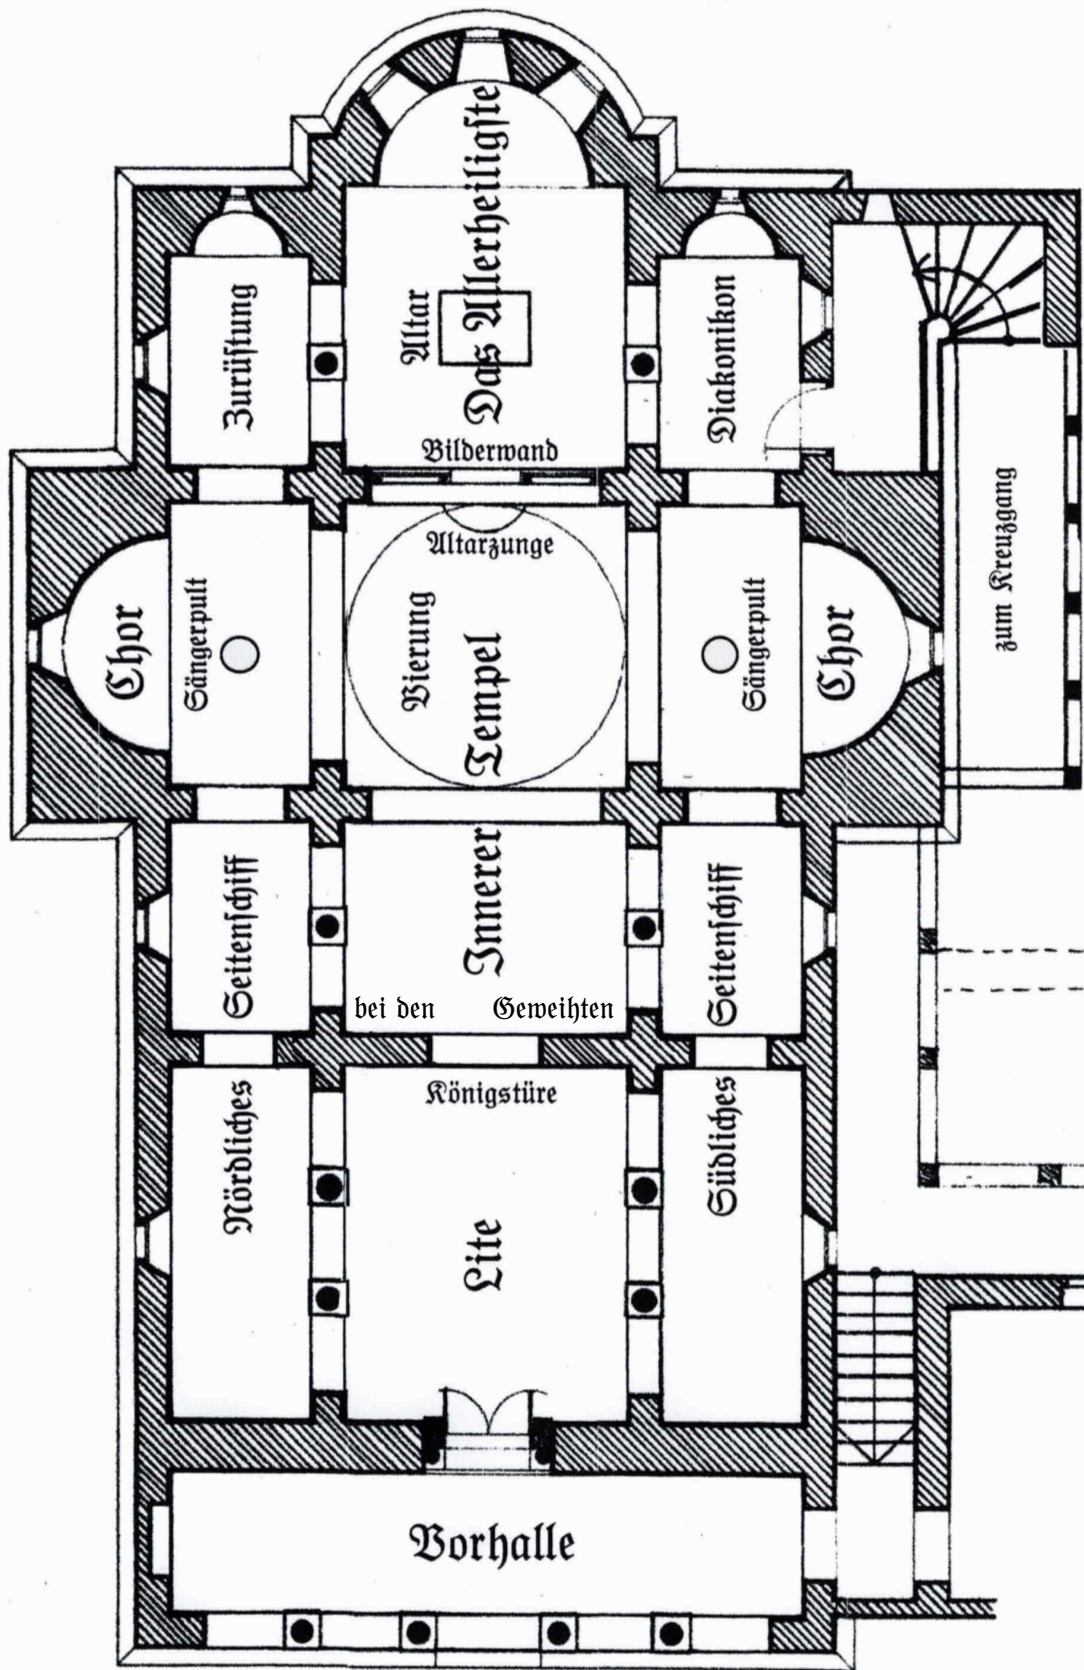 Das Allerheiligste
Altar
Zurüstung
Diakonikon
Bilderwand
Altarzunge
Chor
Sängerpult
Vierung
Innerer Tempel
Sängerpult
Chor
zum Kreuzgang
bei den Geweihten
Königstüre
Nördliches Seitenschiff
Südliches Seitenschiff
Lite
Vorhalle